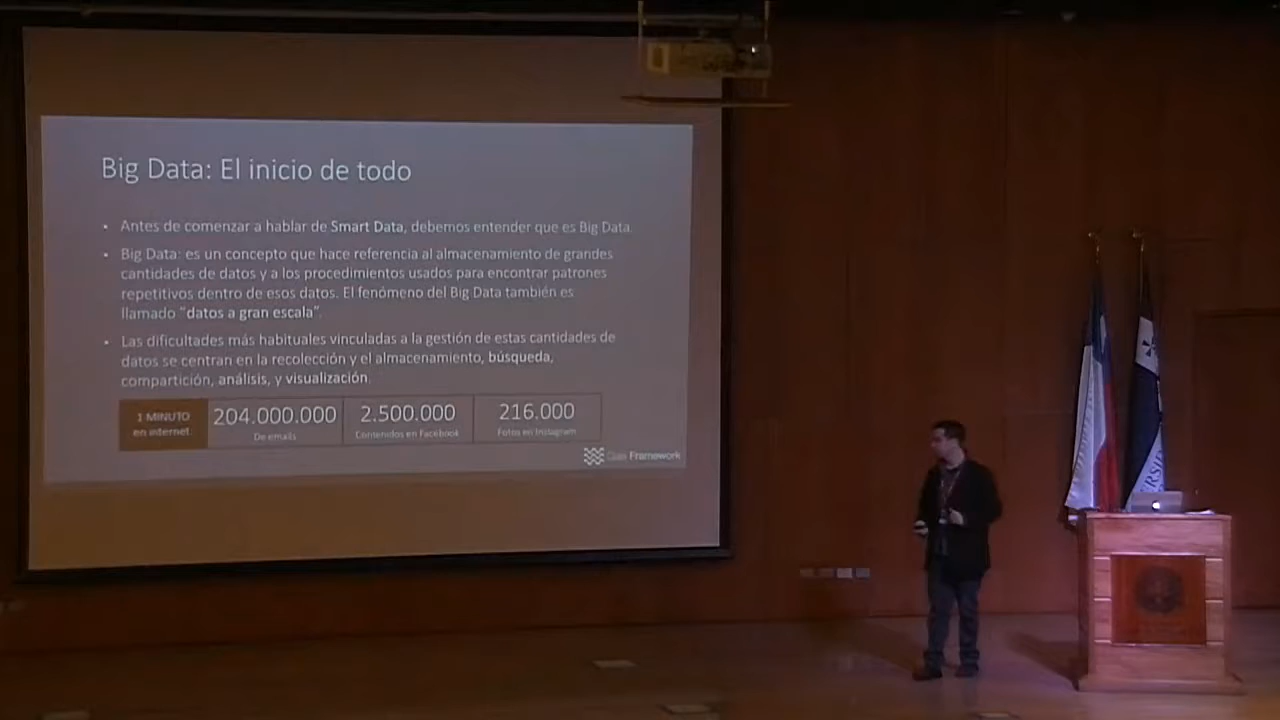 Big Data: El inicio de todo
• Antes de comenzar a hablar de Smart Data, debemos entender que es Big Data.
• Big Data: es un concepto que hace referencia al almacenamiento de grandes
cantidades de datos y a los procedimientos usados para encontrar patrones
repetitivos dentro de esos datos. El fenómeno del Big Data también es
llamado "datos a gran escala".
• Las dificultades más habituales vinculadas a la gestión de estas cantidades de
datos se centran en la recolección y el almacenamiento, búsqueda,
compartición, análisis, y visualización.
1 MINUTO
en internet.
204.000.000
De emails
2.500.000
Contenidos en Facebook
216.000
Fotos en Instagram
Framework